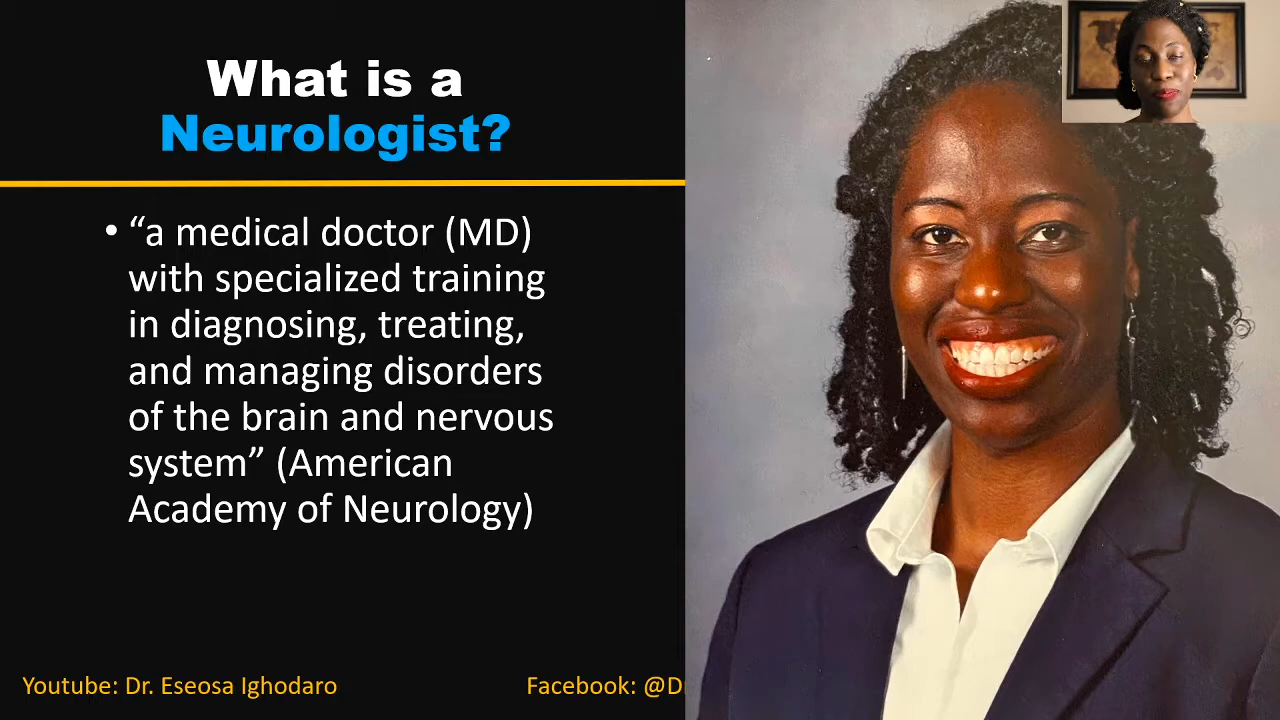 What is a
Neurologist?
• “a medical doctor (MD)
with specialized training
in diagnosing, treating,
and managing disorders
of the brain and nervous
system” (American
Academy of Neurology)
Youtube: Dr. Eseosa Ighodaro
Facebook: @D